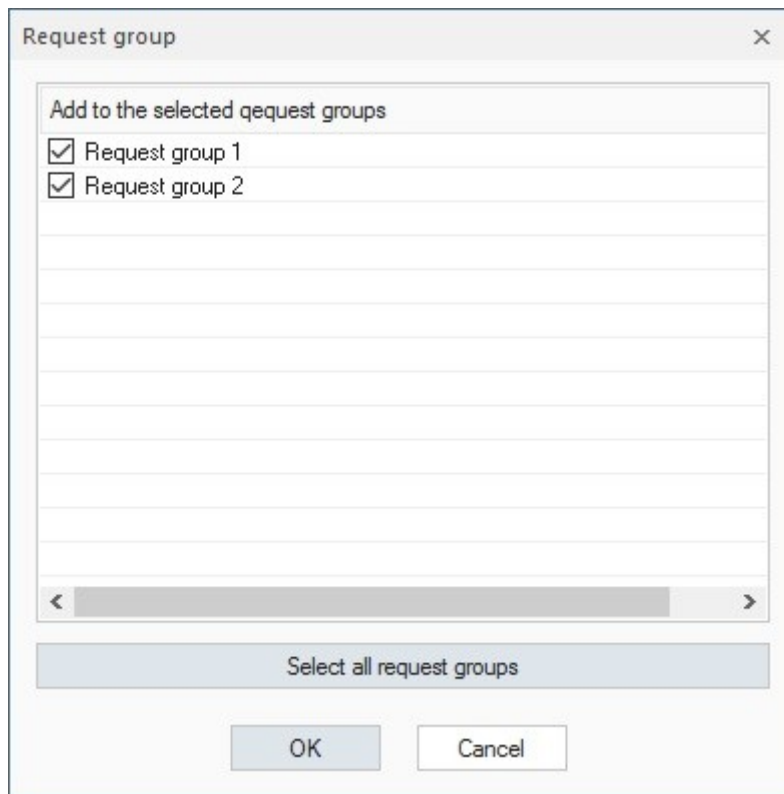 Request group
Add to the selected qequest groups
Request group 1
Request group 2
Select all request groups
OK
Cancel